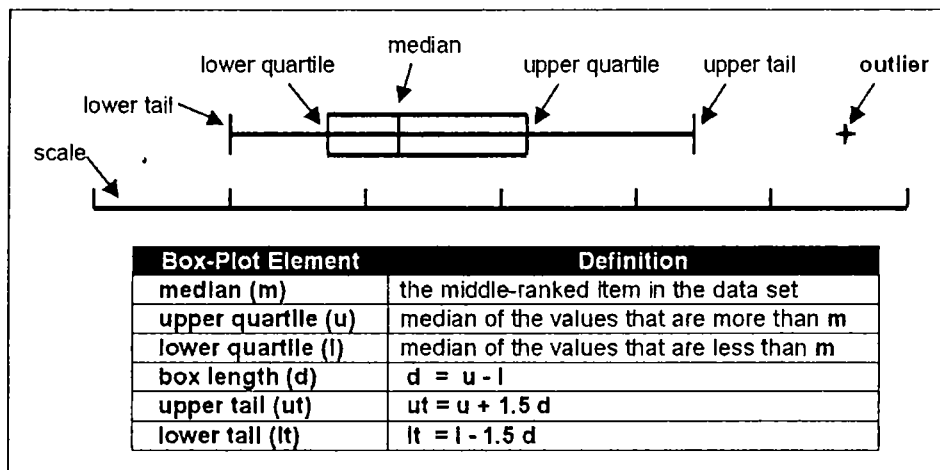 median
lower quartile
upper quartile
upper tail
outlier
lower tail
scale
Box-Plot Element Definition
median (m) the middle-ranked item in the data set
upper quartile (u) median of the values that are more than m
lower quartile (l) median of the values that are less than m
box length (d) d = u - l
upper tail (ut) ut = u + 1.5 d
lower tail (lt) lt = l - 1.5 d